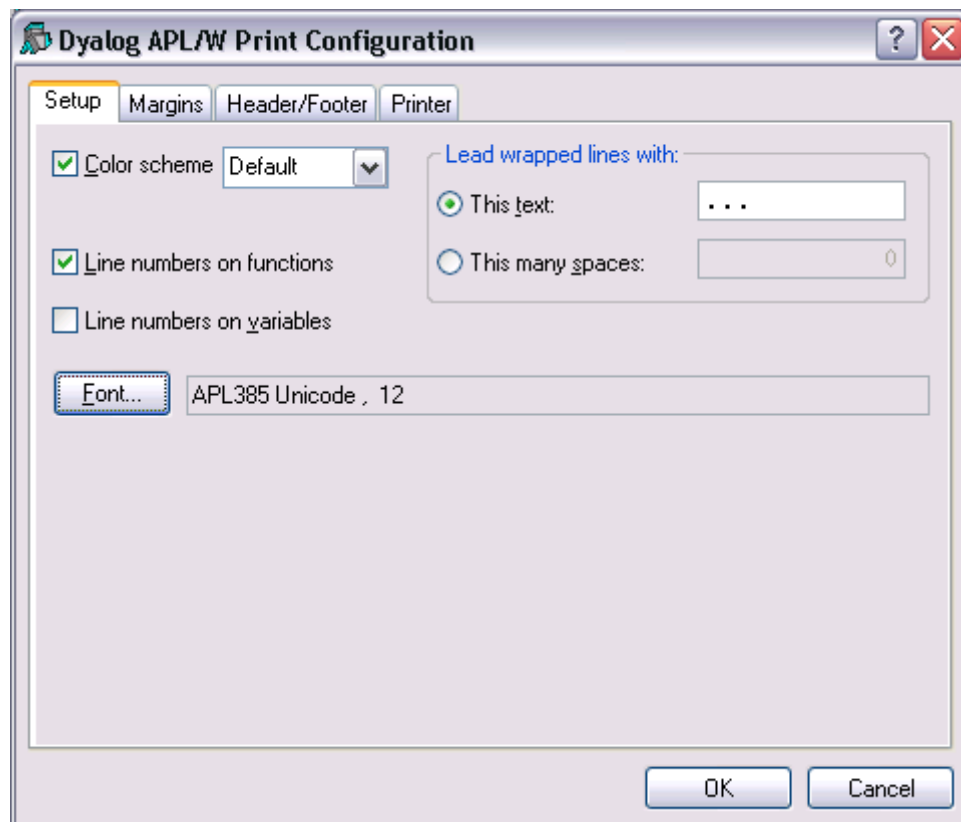 Dyalog APL/W Print Configuration
?
Setup Margins Header/Footer Printer
Color scheme Default
Lead wrapped lines with:
This text: ...
Line numbers on functions
This many spaces: 0
Line numbers on variables
Font... APL385 Unicode , 12
OK Cancel